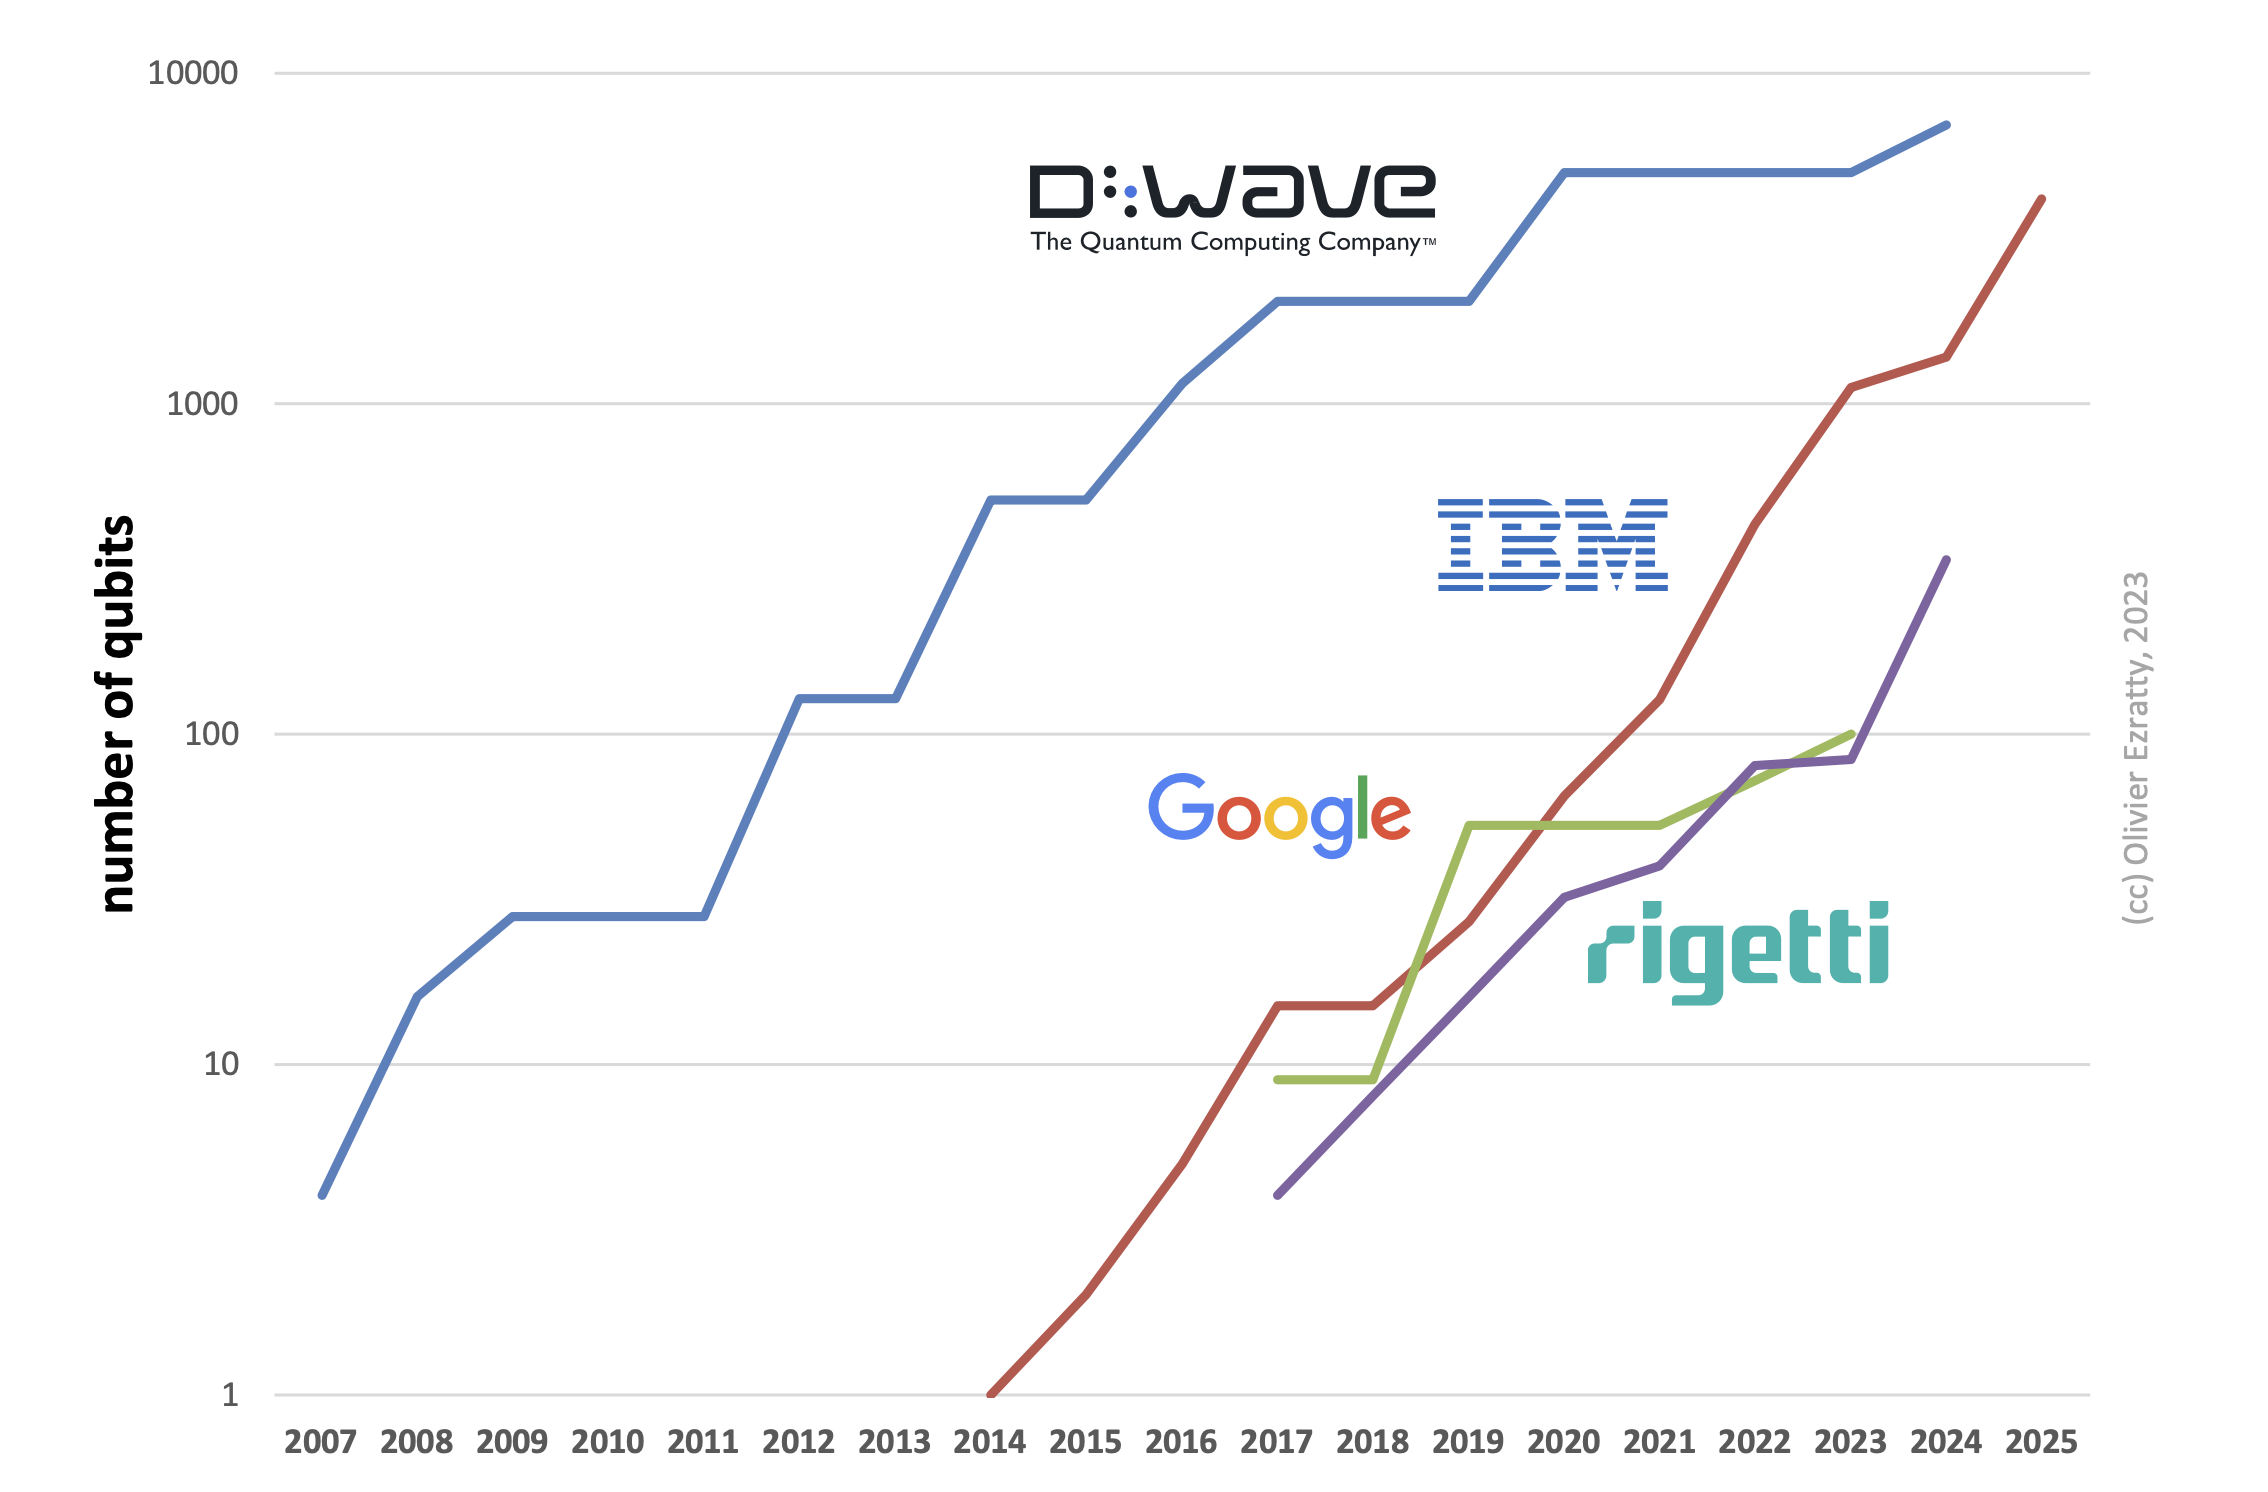 10000
1000
100
10
1
number of qubits
D:wave
The Quantum Computing Company™
IBM
Google
rigetti
2007 2008 2009 2010 2011 2012 2013 2014 2015 2016 2017 2018 2019 2020 2021 2022 2023 2024 2025
(cc) Olivier Ezratty, 2023